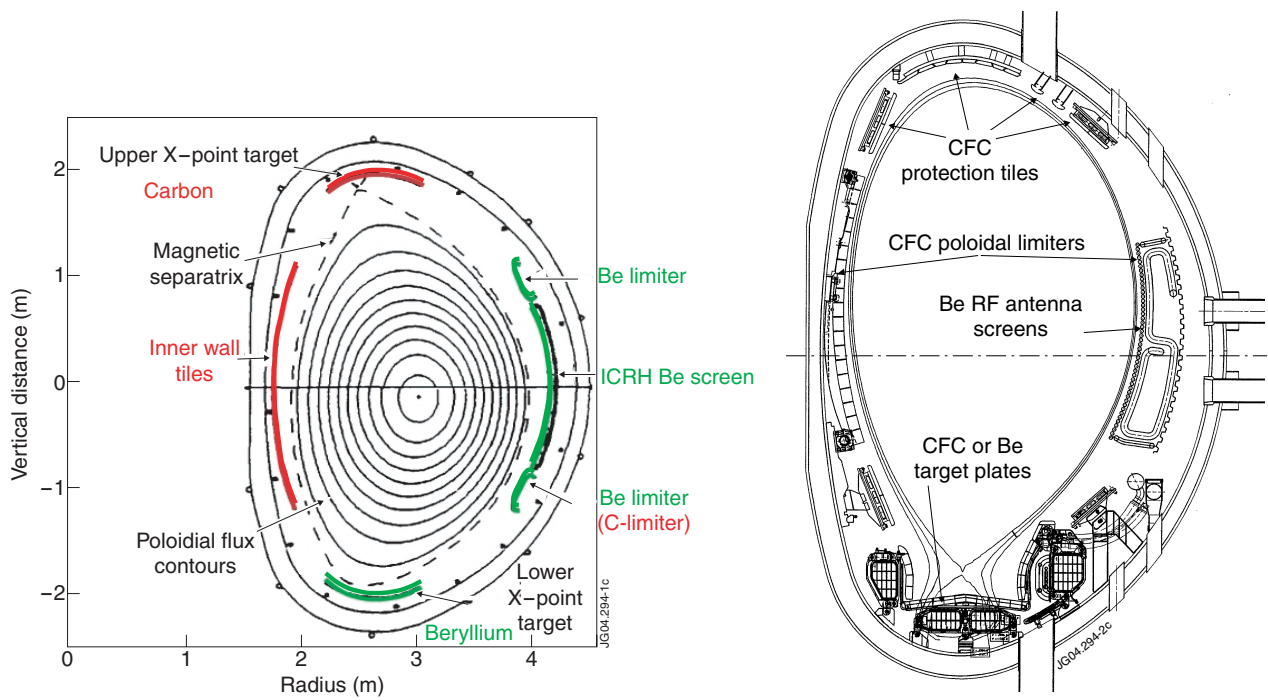 Upper X–point target
Carbon
Magnetic
separatrix
Inner wall
tiles
Poloidial flux
contours
Be limiter
ICRH Be screen
Be limiter
(C-limiter)
Lower
X-point
target
Beryllium
Vertical distance (m)
2
1
0
–1
–2
0
1
2
3
4
Radius (m)
JG04.294-1c
CFC
protection tiles
CFC poloidal limiters
Be RF antenna
screens
CFC or Be
target plates
JG04.294-2c